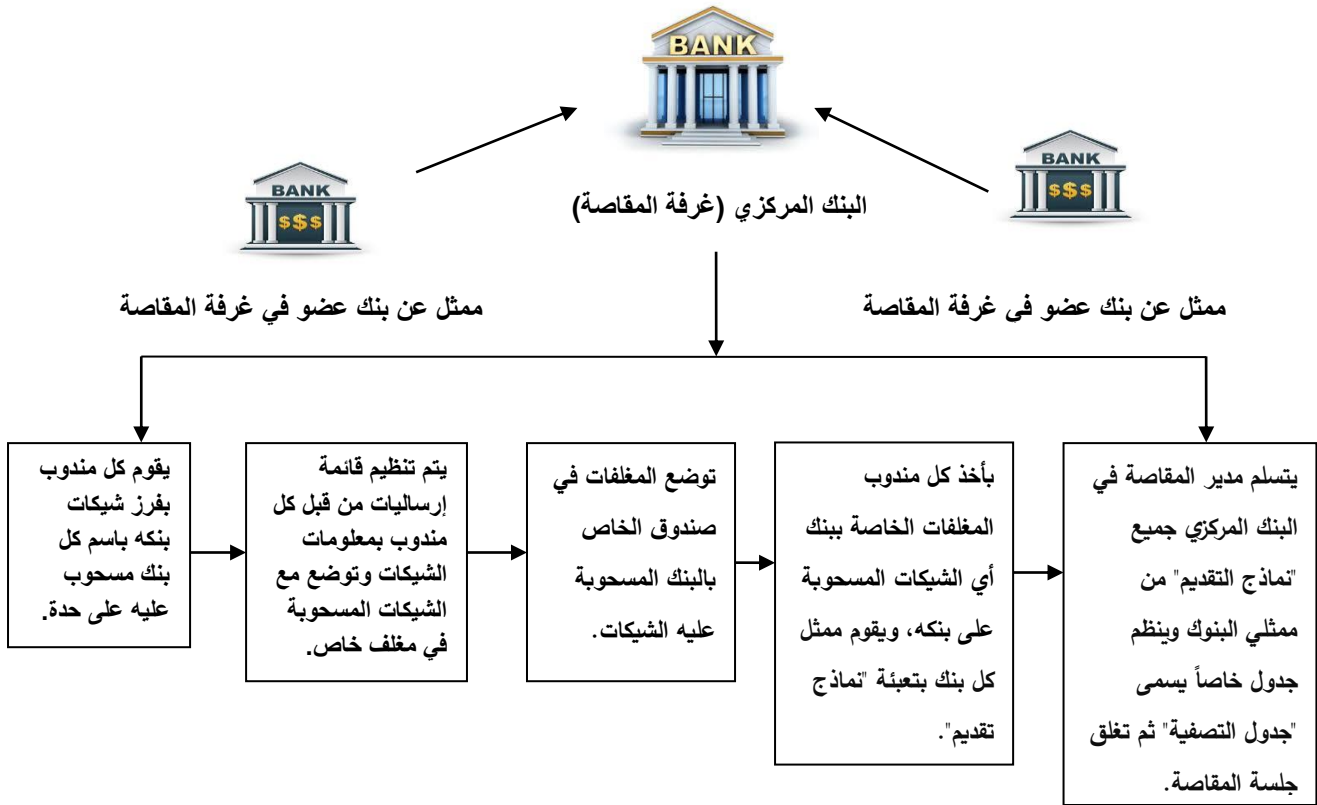 BANK
BANK
$$$
BANK
$$$
البنك المركزي (غرفة المقاصة)
ممثل عن بنك عضو في غرفة المقاصة
ممثل عن بنك عضو في غرفة المقاصة
يقوم كل مندوب
بفرز شيكات
بنكه باسم كل
بنك مسحوب
عليه على حدة.
يتم تنظيم قائمة
إرساليات من قبل كل
مندوب بمعلومات
الشيكات وتوضع مع
الشيكات المسحوبة
في مغلف خاص.
توضع المغلفات في
صندوق الخاص
بالبنك المسحوبة
عليه الشيكات.
بأخذ كل مندوب
المغلفات الخاصة ببنك
أي الشيكات المسحوبة
على بنكه، ويقوم ممثل
كل بنك بتعبئة "نماذج
تقديم".
يتسلم مدير المقاصة في
البنك المركزي جميع
"نماذج التقديم" من
ممثلي البنوك وينظم
جدول خاصاً يسمى
"جدول التصفية" ثم تغلق
جلسة المقاصة.